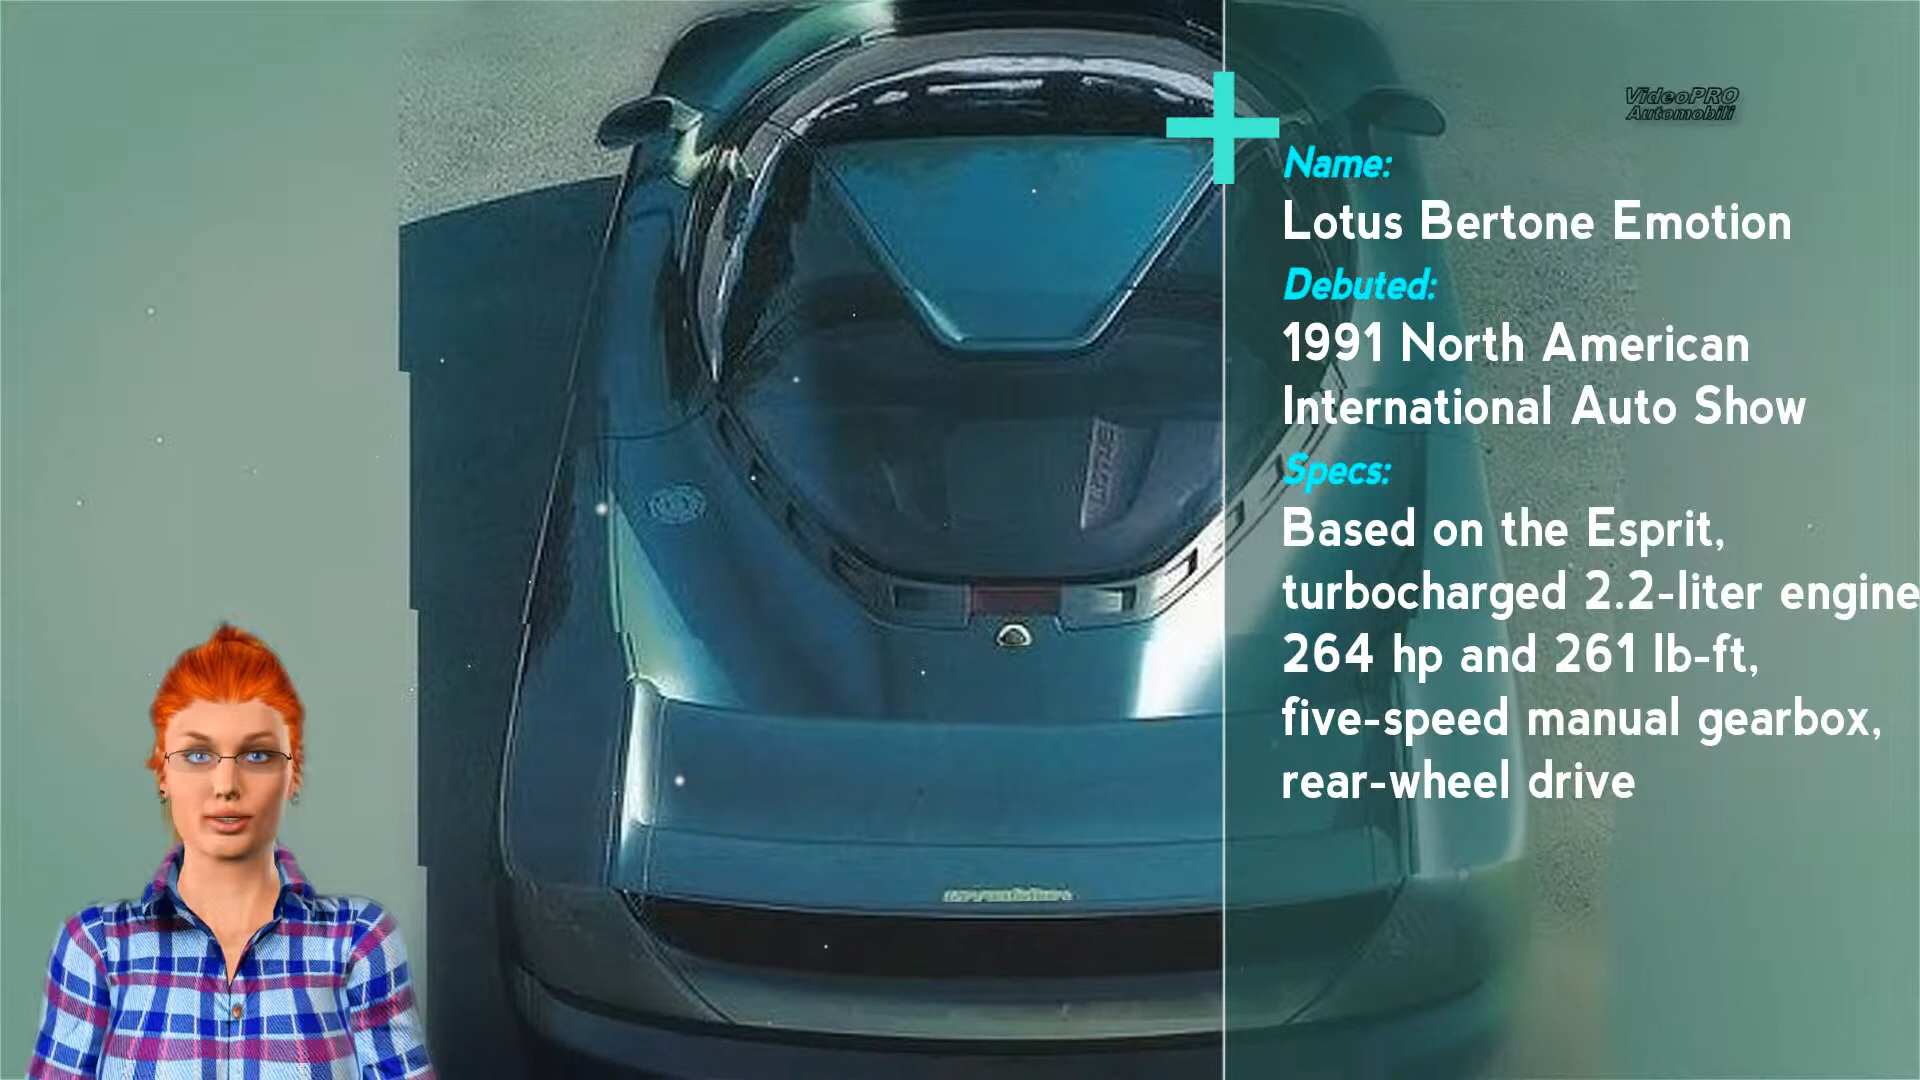 VideoPRO
Automobili
Name:
Lotus Bertone Emotion
Debuted:
1991 North American
International Auto Show
Specs:
Based on the Esprit,
turbocharged 2.2-liter engine
264 hp and 261 lb-ft,
five-speed manual gearbox,
rear-wheel drive